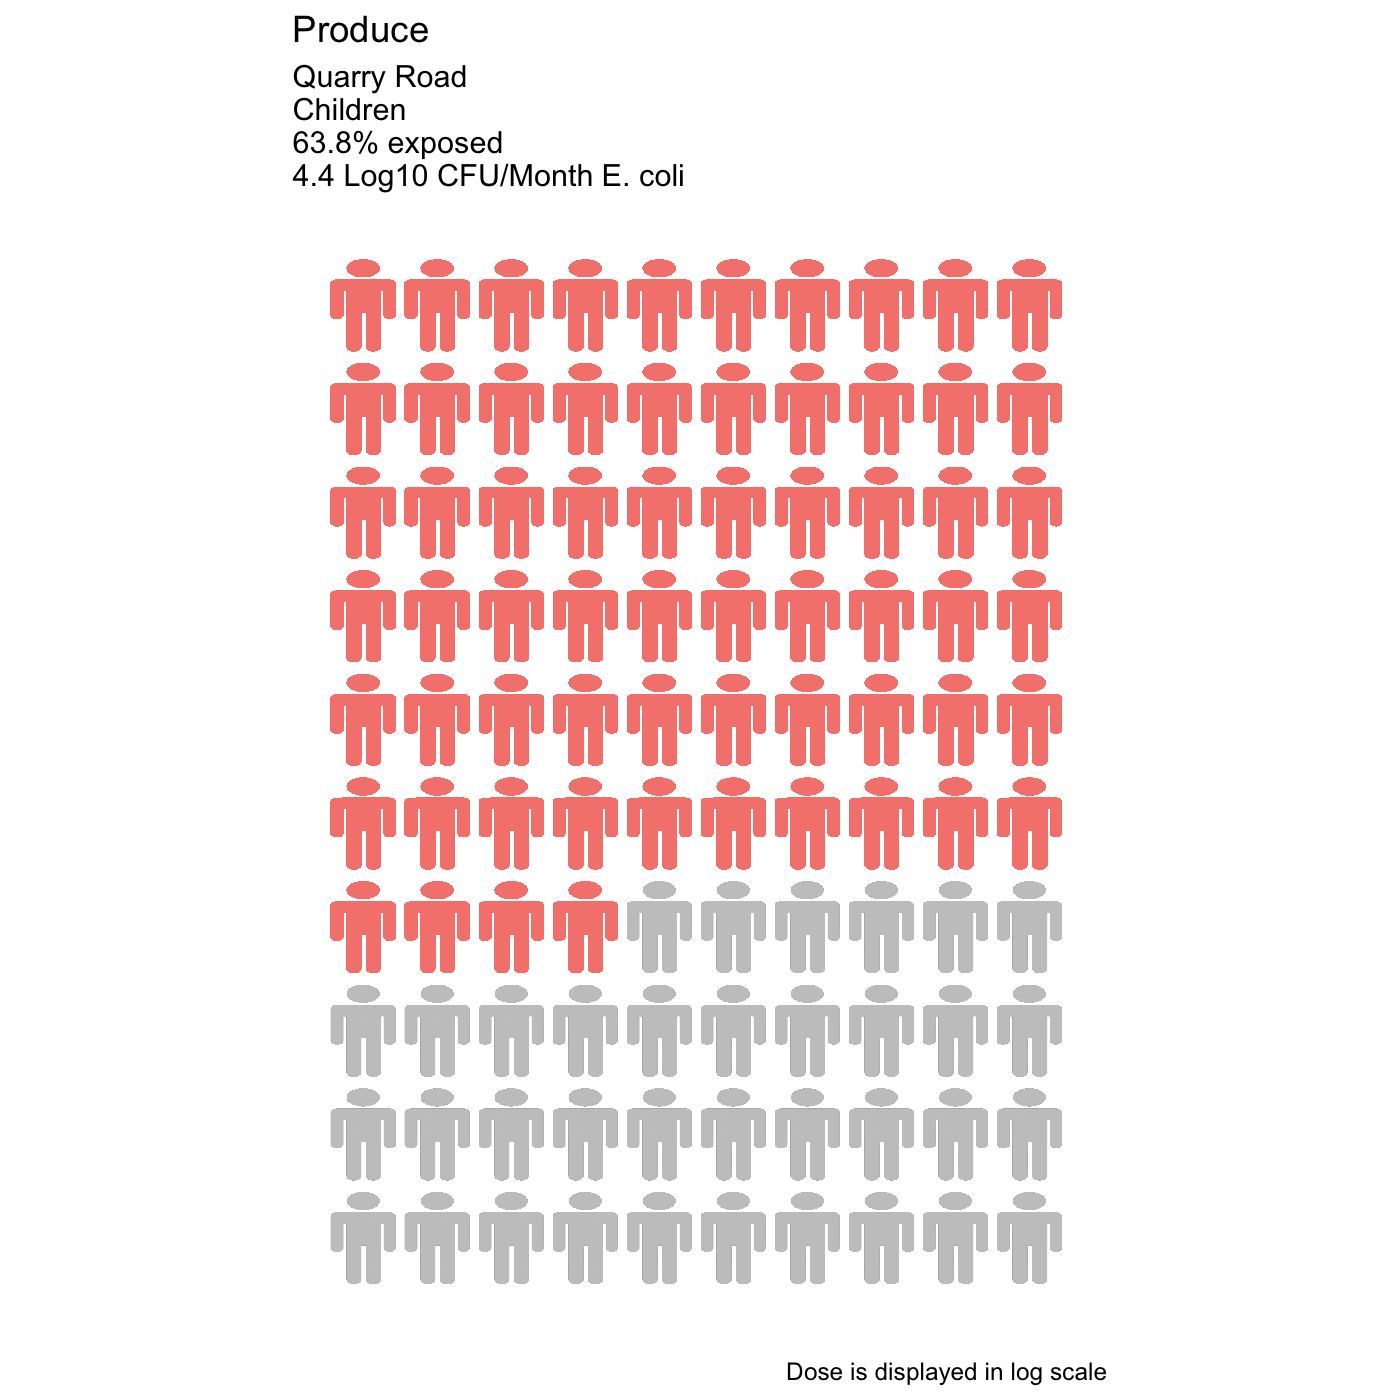 Produce
Quarry Road
Children
63.8% exposed
4.4 Log10 CFU/Month E. coli
Dose is displayed in log scale